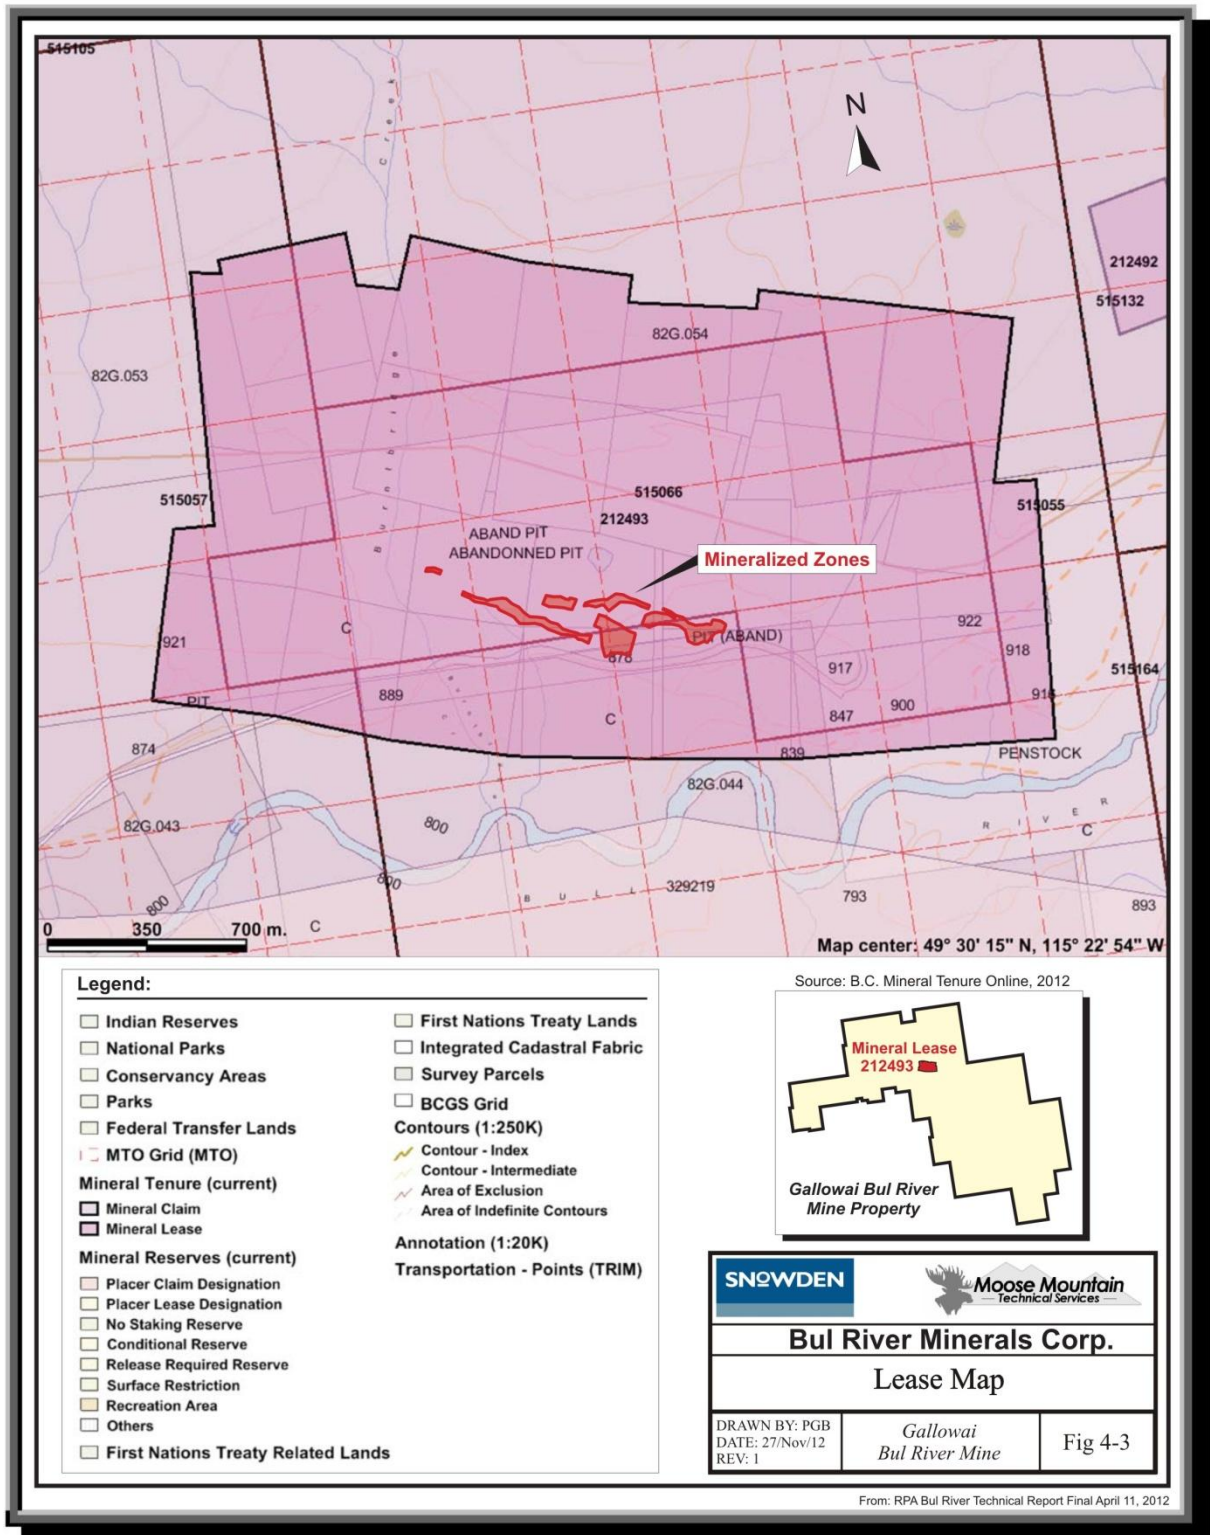 515105
Creek
N
212492
515132
82G.054
82G.053
Burntbridge
515057
515066
212493
515055
ABAND PIT
ABANDONNED PIT
Mineralized Zones
C
921
PIT (ABAND)
922
878
917
918
515164
PIT
889
C
847
900
916
874
839
PENSTOCK
82G.044
82G.043
800
RIVER
C
800
BULL
329219
793
893
800
C
0 350 700 m.
Map center: 49° 30' 15" N, 115° 22' 54" W
Legend:
Indian Reserves
National Parks
Conservancy Areas
Parks
Federal Transfer Lands
MTO Grid (MTO)
Mineral Tenure (current)
Mineral Claim
Mineral Lease
Mineral Reserves (current)
Placer Claim Designation
Placer Lease Designation
No Staking Reserve
Conditional Reserve
Release Required Reserve
Surface Restriction
Recreation Area
Others
First Nations Treaty Related Lands
First Nations Treaty Lands
Integrated Cadastral Fabric
Survey Parcels
BCGS Grid
Contours (1:250K)
Contour - Index
Contour - Intermediate
Area of Exclusion
Area of Indefinite Contours
Annotation (1:20K)
Transportation - Points (TRIM)
Source: B.C. Mineral Tenure Online, 2012
Mineral Lease
212493
Gallowai Bul River
Mine Property
SNOWDEN
Moose Mountain
Technical Services
Bul River Minerals Corp.
Lease Map
DRAWN BY: PGB
DATE: 27/Nov/12
REV: 1
Gallowai
Bul River Mine
Fig 4-3
From: RPA Bul River Technical Report Final April 11, 2012